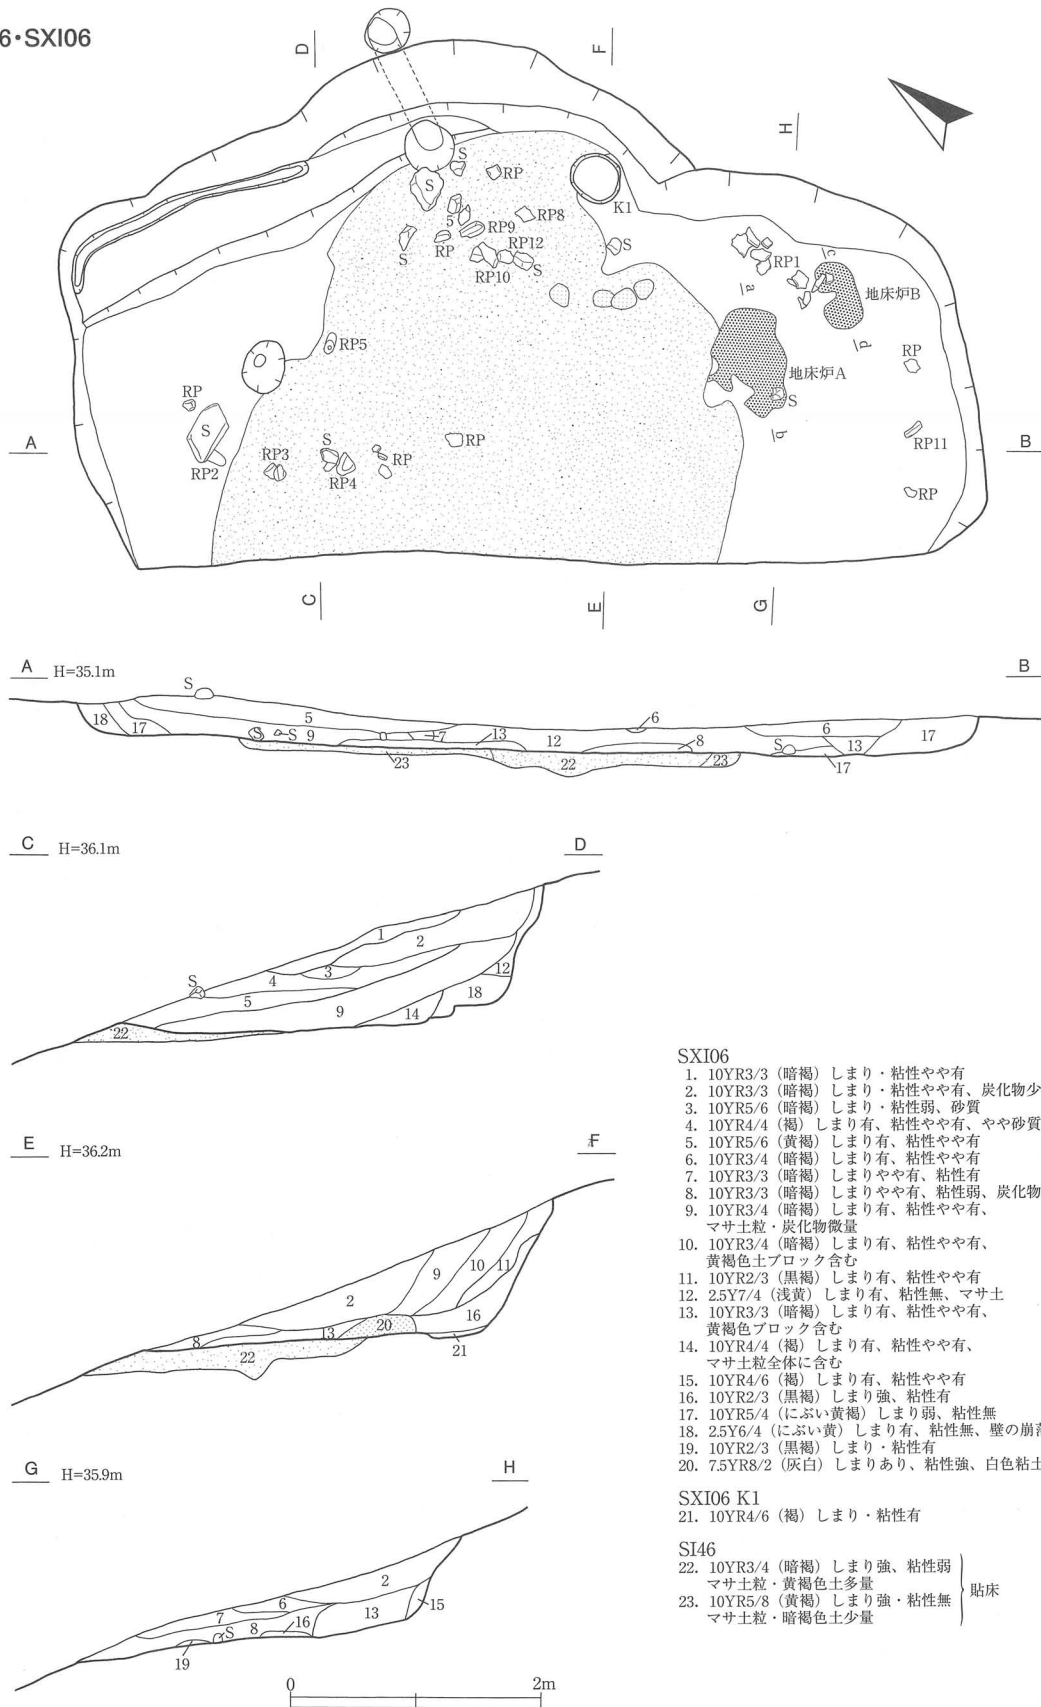 6・SXI06
D
F
H
S
RP
S
K1
5
RP9
RP8
S
RP
RP12
S
RP10
S
RP1
c
a
地床炉B
d
RP5
地床炉A
RP
RP
S
b
S
A
B
RP11
RP2
RP3
S
RP4
RP
RP
RP
C
E
G
A H=35.1m B
S
18 17 5 6 6 17
S S 9 7 13 12 8 S 13
23 22 23 17
C H=36.1m D
1 2
3 12
S 4 18
5 9 14
22
E H=36.2m F
9 10 11
2 16
8 13 20
22 21
G H=35.9m H
2
6 15
7 13
S 8 16
19
0 2m
SXI06
1. 10YR3/3（暗褐）しまり・粘性やや有
2. 10YR3/3（暗褐）しまり・粘性やや有、炭化物少
3. 10YR5/6（暗褐）しまり・粘性弱、砂質
4. 10YR4/4（褐）しまり有、粘性やや有、やや砂質
5. 10YR5/6（黄褐）しまり有、粘性やや有
6. 10YR3/4（暗褐）しまり有、粘性やや有
7. 10YR3/3（暗褐）しまりやや有、粘性有
8. 10YR3/3（暗褐）しまりやや有、粘性弱、炭化物
9. 10YR3/4（暗褐）しまり有、粘性やや有、
マサ土粒・炭化物微量
10. 10YR3/4（暗褐）しまり有、粘性やや有、
黄褐色土ブロック含む
11. 10YR2/3（黒褐）しまり有、粘性やや有
12. 2.5Y7/4（浅黄）しまり有、粘性無、マサ土
13. 10YR3/3（暗褐）しまり有、粘性やや有、
黄褐色ブロック含む
14. 10YR4/4（褐）しまり有、粘性やや有、
マサ土粒全体に含む
15. 10YR4/6（褐）しまり有、粘性やや有
16. 10YR2/3（黒褐）しまり強、粘性有
17. 10YR5/4（にぶい黄褐）しまり弱、粘性無
18. 2.5Y6/4（にぶい黄）しまり有、粘性無、壁の崩
19. 10YR2/3（黒褐）しまり・粘性有
20. 7.5YR8/2（灰白）しまりあり、粘性強、白色粘土
SXI06 K1
21. 10YR4/6（褐）しまり・粘性有
SI46
22. 10YR3/4（暗褐）しまり強、粘性弱
マサ土粒・黄褐色土多量
23. 10YR5/8（黄褐）しまり強・粘性無
マサ土粒・暗褐色土少量
貼床